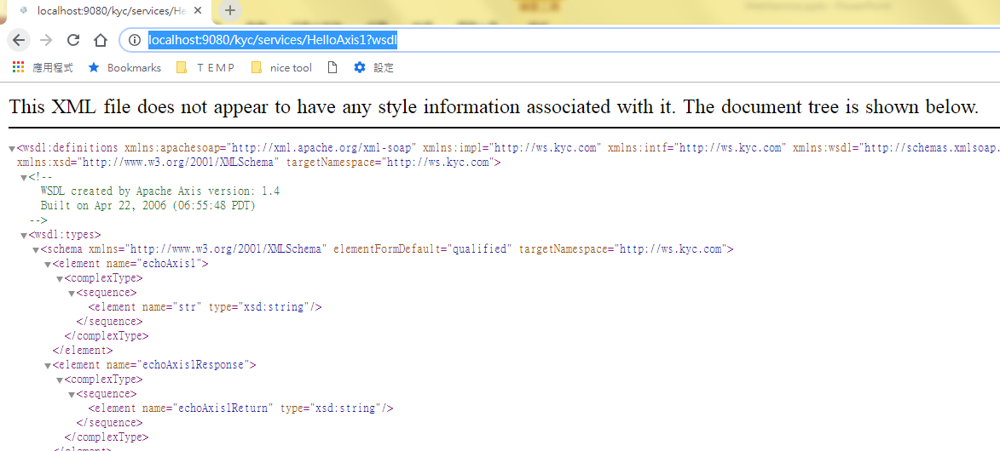 localhost:9080/kyc/services/He
localhost:9080/kyc/services/HelloAxis1?wsdl
應用程式 Bookmarks ＴＥＭＰ nice tool 設定
This XML file does not appear to have any style information associated with it. The document tree is shown below.
▼<wsdl:definitions xmlns:apachesoap="http://xml.apache.org/xml-soap" xmlns:impl="http://ws.kyc.com" xmlns:intf="http://ws.kyc.com" xmlns:wsdl="http://schemas.xmlsoap.
xmlns:xsd="http://www.w3.org/2001/XMLSchema" targetNamespace="http://ws.kyc.com">
▼<!--
WSDL created by Apache Axis version: 1.4
Built on Apr 22, 2006 (06:55:48 PDT)
-->
▼<wsdl:types>
▼<schema xmlns="http://www.w3.org/2001/XMLSchema" elementFormDefault="qualified" targetNamespace="http://ws.kyc.com">
▼<element name="echoAxis1">
▼<complexType>
▼<sequence>
<element name="str" type="xsd:string"/>
</sequence>
</complexType>
</element>
▼<element name="echoAxis1Response">
▼<complexType>
▼<sequence>
<element name="echoAxis1Return" type="xsd:string"/>
</sequence>
</complexType>
</element>